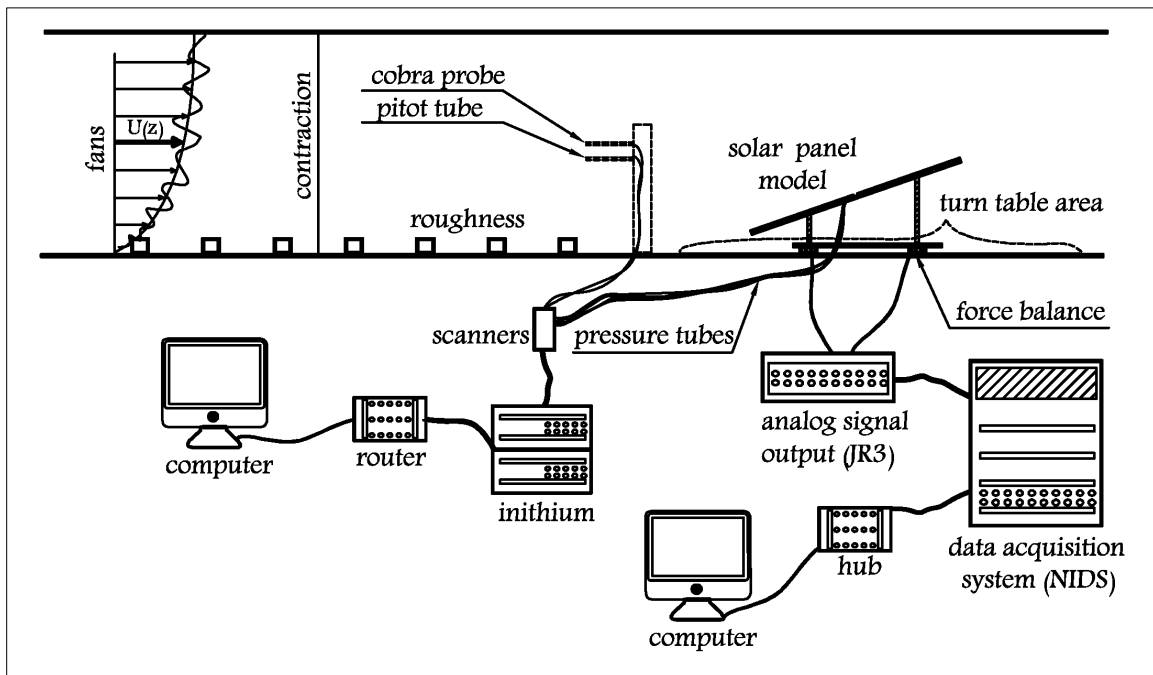 cobra probe
pitot tube
fans
U(z)
contraction
solar panel
model
turn table area
roughness
scanners
pressure tubes
force balance
computer
router
inithium
analog signal
output (JR3)
hub
data acquisition
system (NIDS)
computer